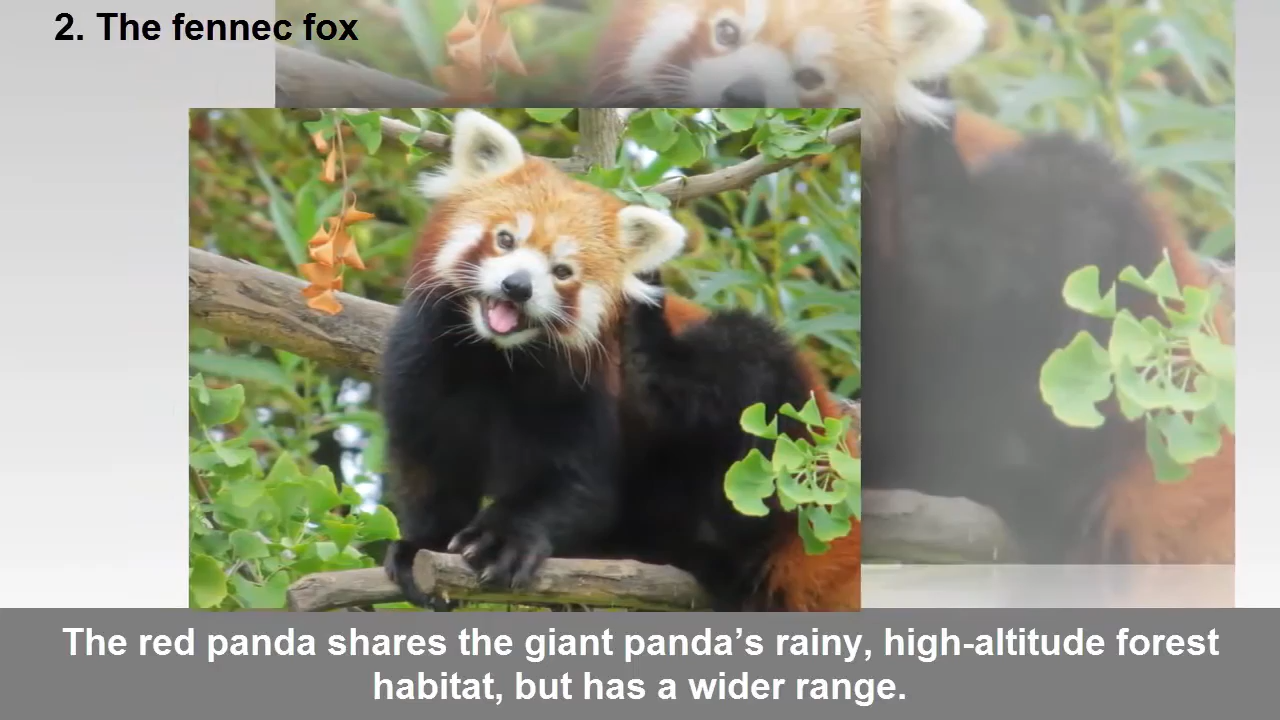 2. The fennec fox
The red panda shares the giant panda’s rainy, high-altitude forest
habitat, but has a wider range.